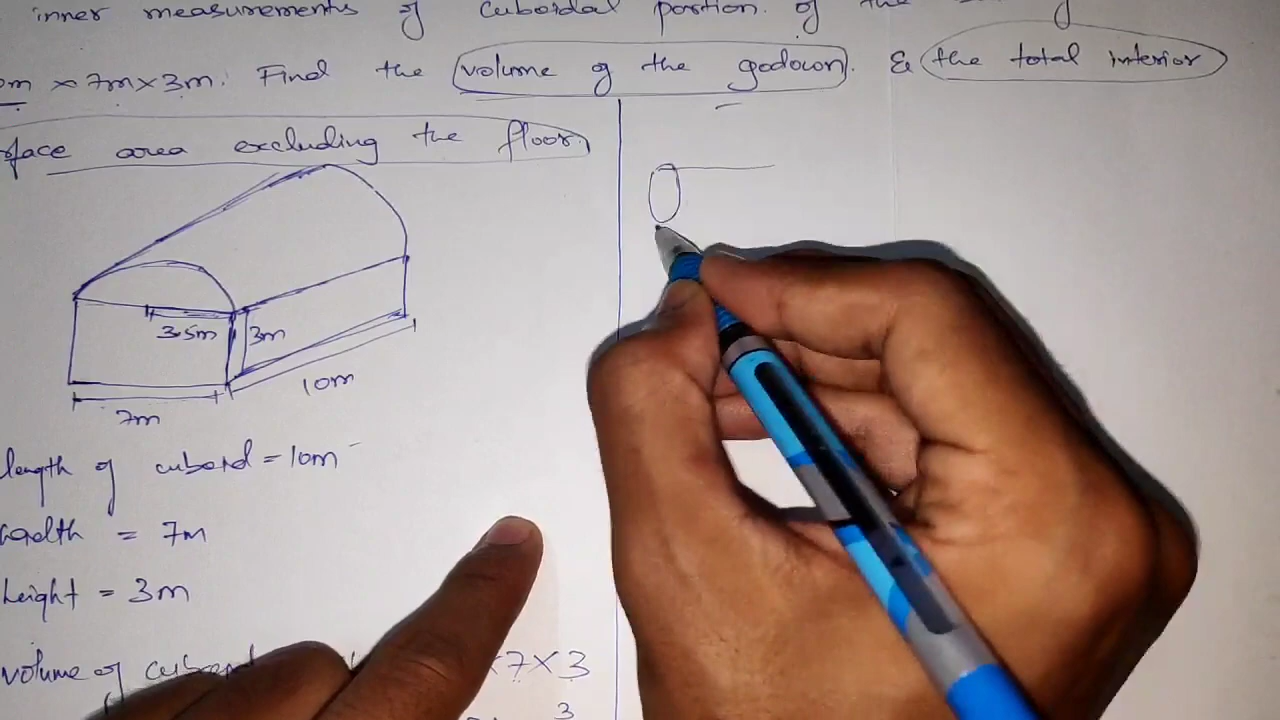 inner measurements of cuboidal portion of the
m × 7m × 3m. Find the volume of the godown. & the total interior
rface area excluding the floor.
3.5m
3m
10m
7m
length of cuboid = 10m
= 7m
height = 3m
volume of cuboid × 7 × 3
3